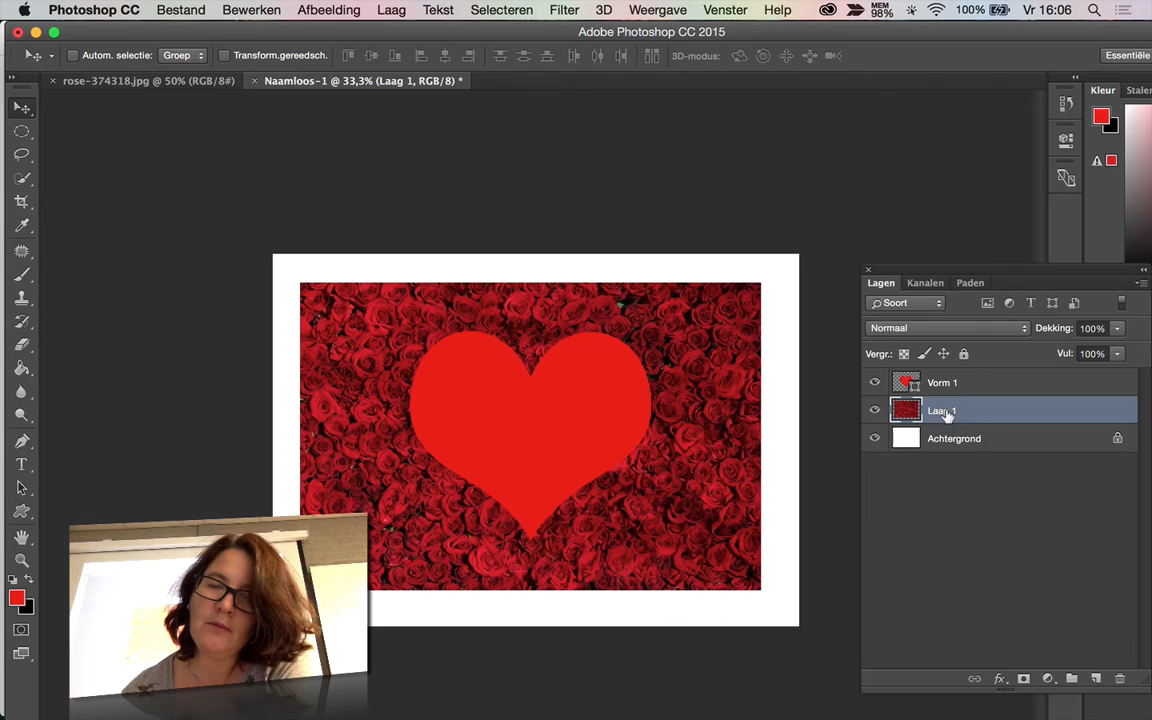 Photoshop CC Bestand Bewerken Afbeelding Laag Tekst Selecteren Filter 3D Weergave Venster Help MEM 98% 100% Vr 16:06
Adobe Photoshop CC 2015
Autom. selectie: Groep Transform.gereedsch. 3D-modus: Essentiële
× rose-374318.jpg @ 50% (RGB/8#) × Naamloos-1 @ 33,3% (Laag 1, RGB/8) *
Kleur Stalen
Lagen Kanalen Paden
Soort
Normaal Dekking: 100%
Vergr.: Vul: 100%
Vorm 1
Laag 1
Achtergrond
fx